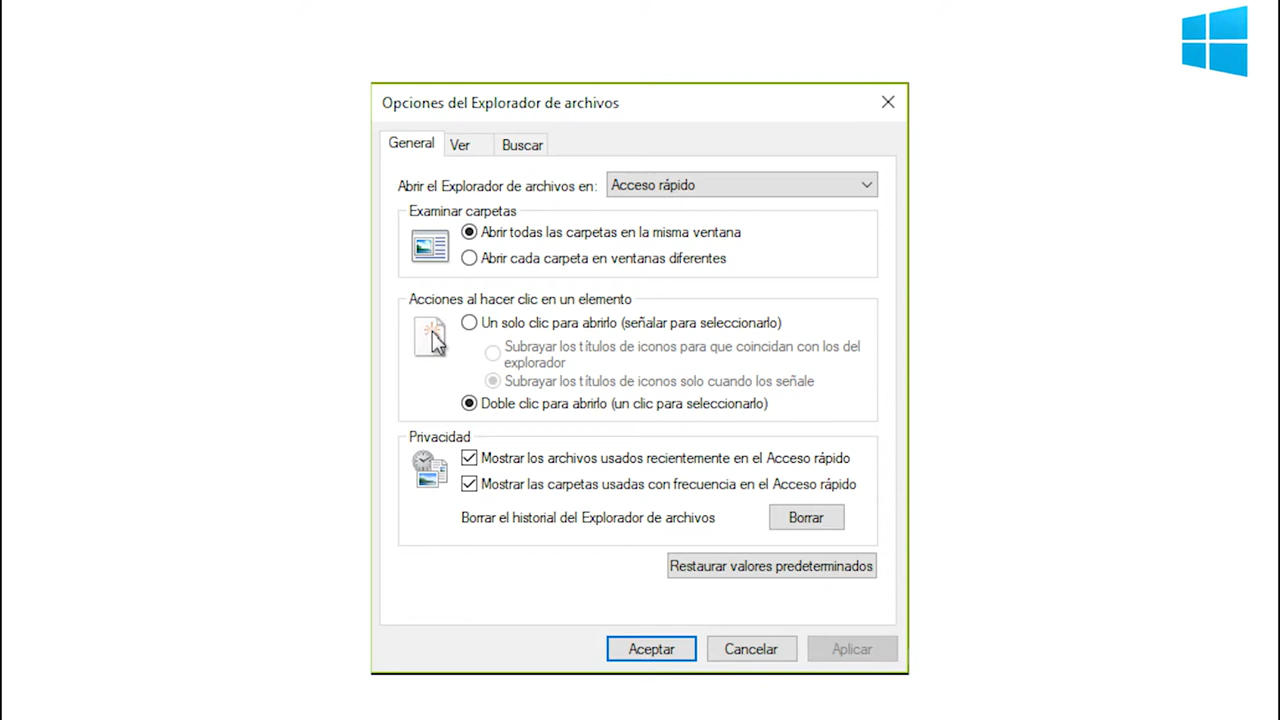 Opciones del Explorador de archivos
General
Ver
Buscar
Abrir el Explorador de archivos en:
Acceso rápido
Examinar carpetas
Abrir todas las carpetas en la misma ventana
Abrir cada carpeta en ventanas diferentes
Acciones al hacer clic en un elemento
Un solo clic para abrirlo (señalar para seleccionarlo)
Subrayar los títulos de iconos para que coincidan con los del
explorador
Subrayar los títulos de iconos solo cuando los señale
Doble clic para abrirlo (un clic para seleccionarlo)
Privacidad
Mostrar los archivos usados recientemente en el Acceso rápido
Mostrar las carpetas usadas con frecuencia en el Acceso rápido
Borrar el historial del Explorador de archivos
Borrar
Restaurar valores predeterminados
Aceptar
Cancelar
Aplicar